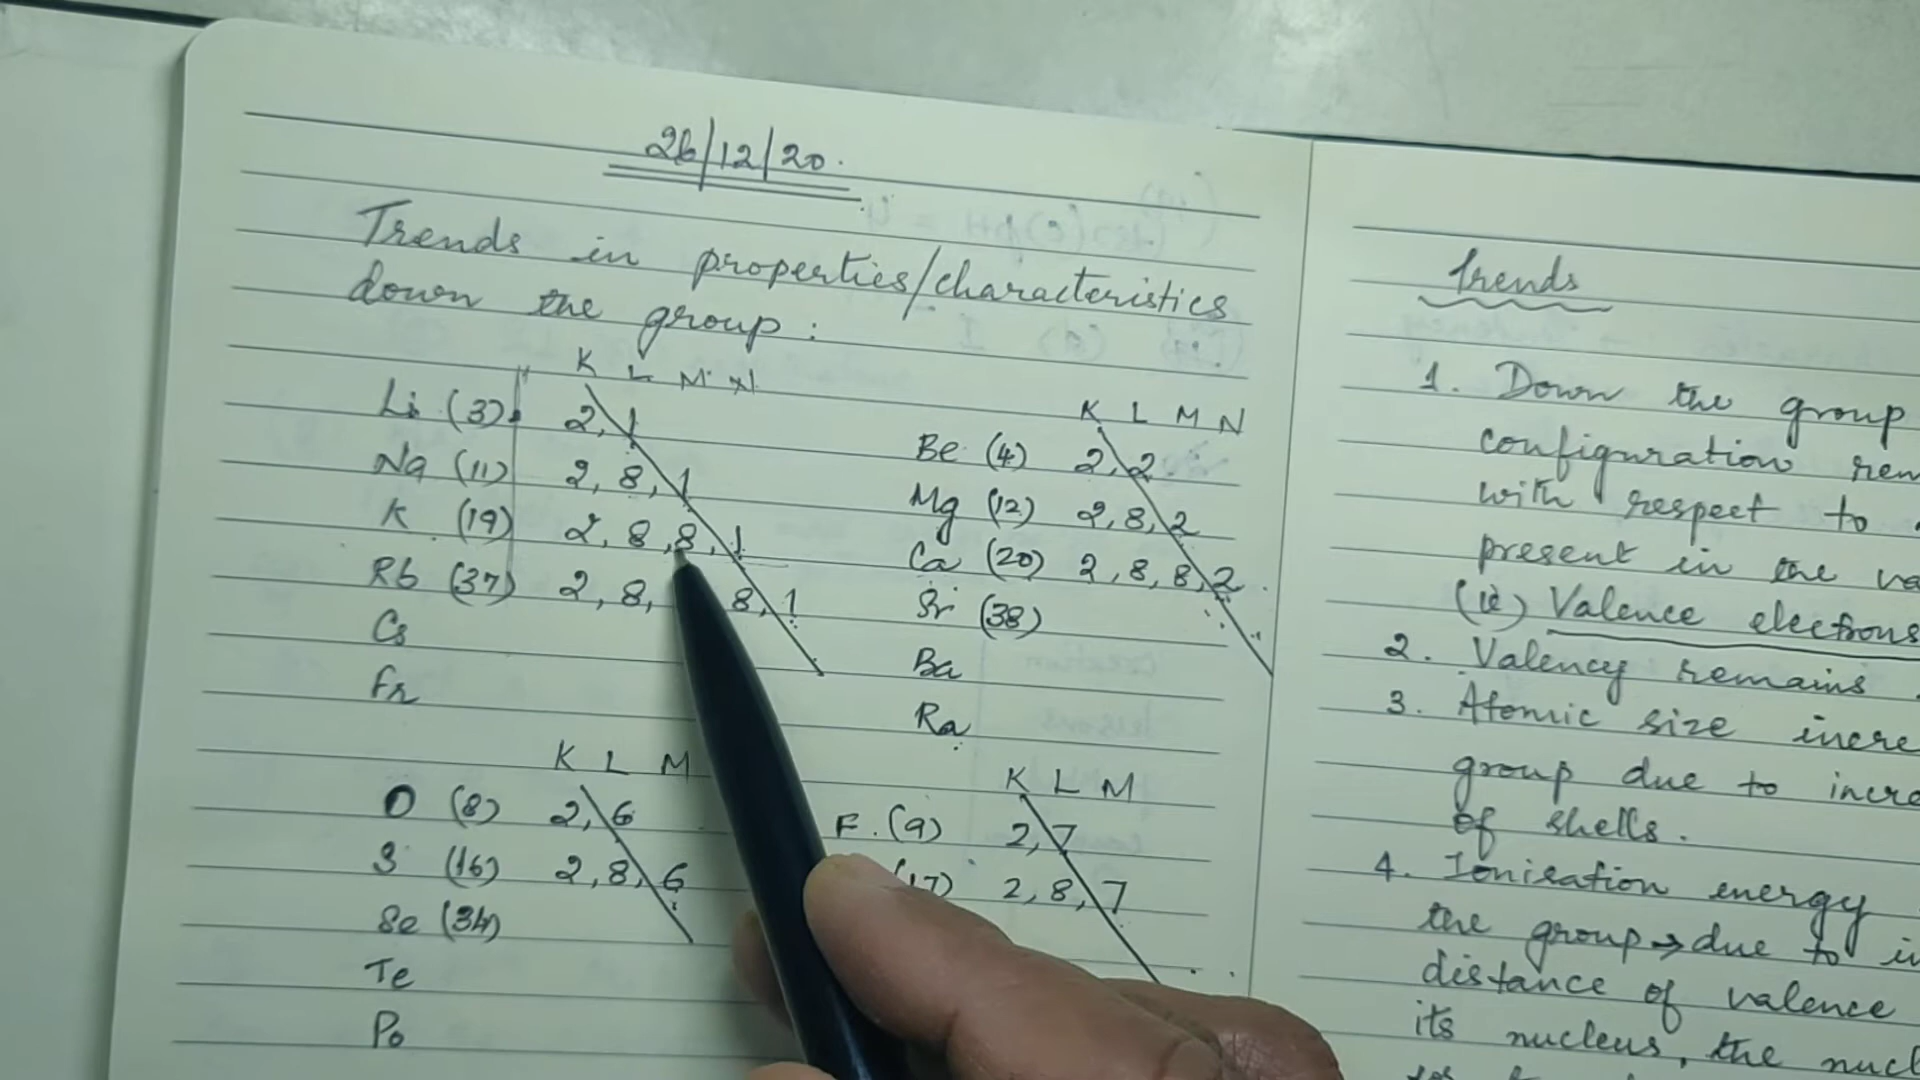 26/12/20.
Trends in properties/characteristics
down the group :
K L M N
Li (3) 2, 1
Na (11) 2, 8, 1
K (19) 2, 8, 8, 1
Rb (37) 2, 8, 8, 1
Cs
Fr
K L M N
Be (4) 2, 2
Mg (12) 2, 8, 2
Ca (20) 2, 8, 8, 2
Sr (38)
Ba
Ra
K L M
O (8) 2, 6
S (16) 2, 8, 6
Se (34)
Te
Po
K L M
F. (9) 2, 7
(17) 2, 8, 7
Trends
1. Down the group
configuration
with respect to
present in the
(ie) Valence electrons
2. Valency remains
3. Atomic size
group due to
of shells.
4. Ionisation energy
the group → due to
distance of valence
its nucleus, the